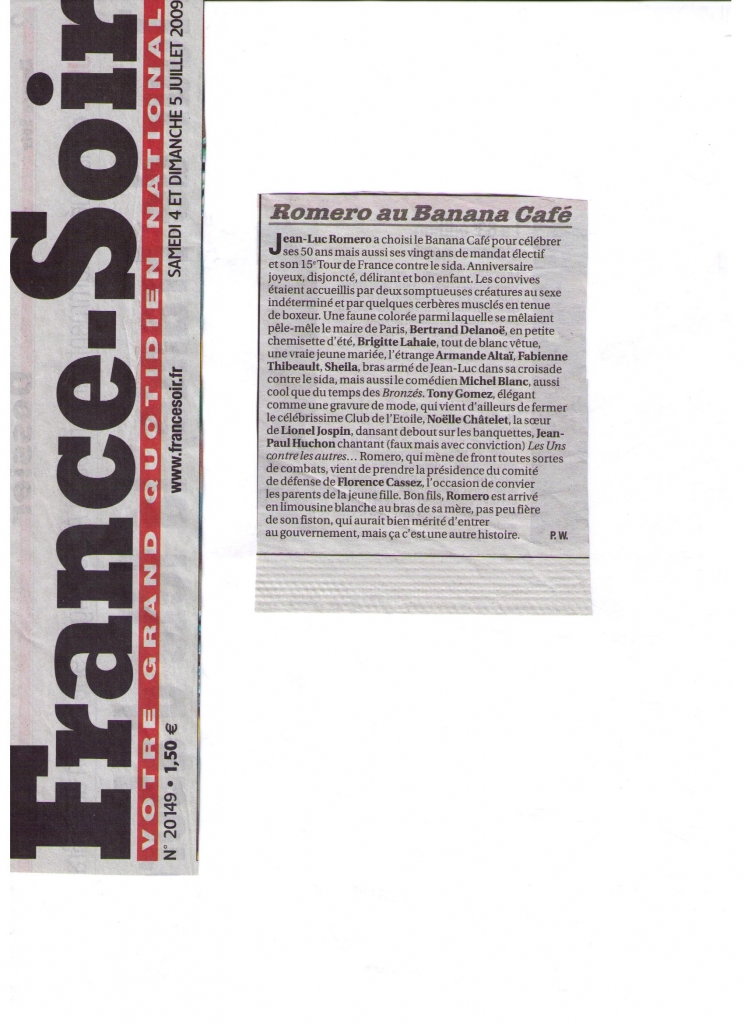 France-Soir
VOTRE GRAND QUOTIDIEN NATIONAL
N° 20149 • 1,50 €
www.francesoir.fr
SAMEDI 4 ET DIMANCHE 5 JUILLET 2009
Romero au Banana Café
Jean-Luc Romero a choisi le Banana Café pour célébrer
ses 50 ans mais aussi ses vingt ans de mandat électif
et son 15e Tour de France contre le sida. Anniversaire
joyeux, disjoncté, délirant et bon enfant. Les convives
étaient accueillis par deux somptueuses créatures au sexe
indéterminé et par quelques cerbères musclés en tenue
de boxeur. Une faune colorée parmi laquelle se mêlaient
pêle-mêle le maire de Paris, Bertrand Delanoë, en petite
chemisette d'été, Brigitte Lahaie, tout de blanc vêtue,
une vraie jeune mariée, l'étrange Armande Altaï, Fabienne
Thibeault, Sheila, bras armé de Jean-Luc dans sa croisade
contre le sida, mais aussi le comédien Michel Blanc, aussi
cool que du temps des Bronzés. Tony Gomez, élégant
comme une gravure de mode, qui vient d'ailleurs de fermer
le célébrissime Club de l'Etoile, Noëlle Châtelet, la sœur
de Lionel Jospin, dansant debout sur les banquettes, Jean-
Paul Huchon chantant (faux mais avec conviction) Les Uns
contre les autres… Romero, qui mène de front toutes sortes
de combats, vient de prendre la présidence du comité
de défense de Florence Cassez, l'occasion de convier
les parents de la jeune fille. Bon fils, Romero est arrivé
en limousine blanche au bras de sa mère, pas peu fière
de son fiston, qui aurait bien mérité d'entrer
au gouvernement, mais ça c'est une autre histoire. P. W.